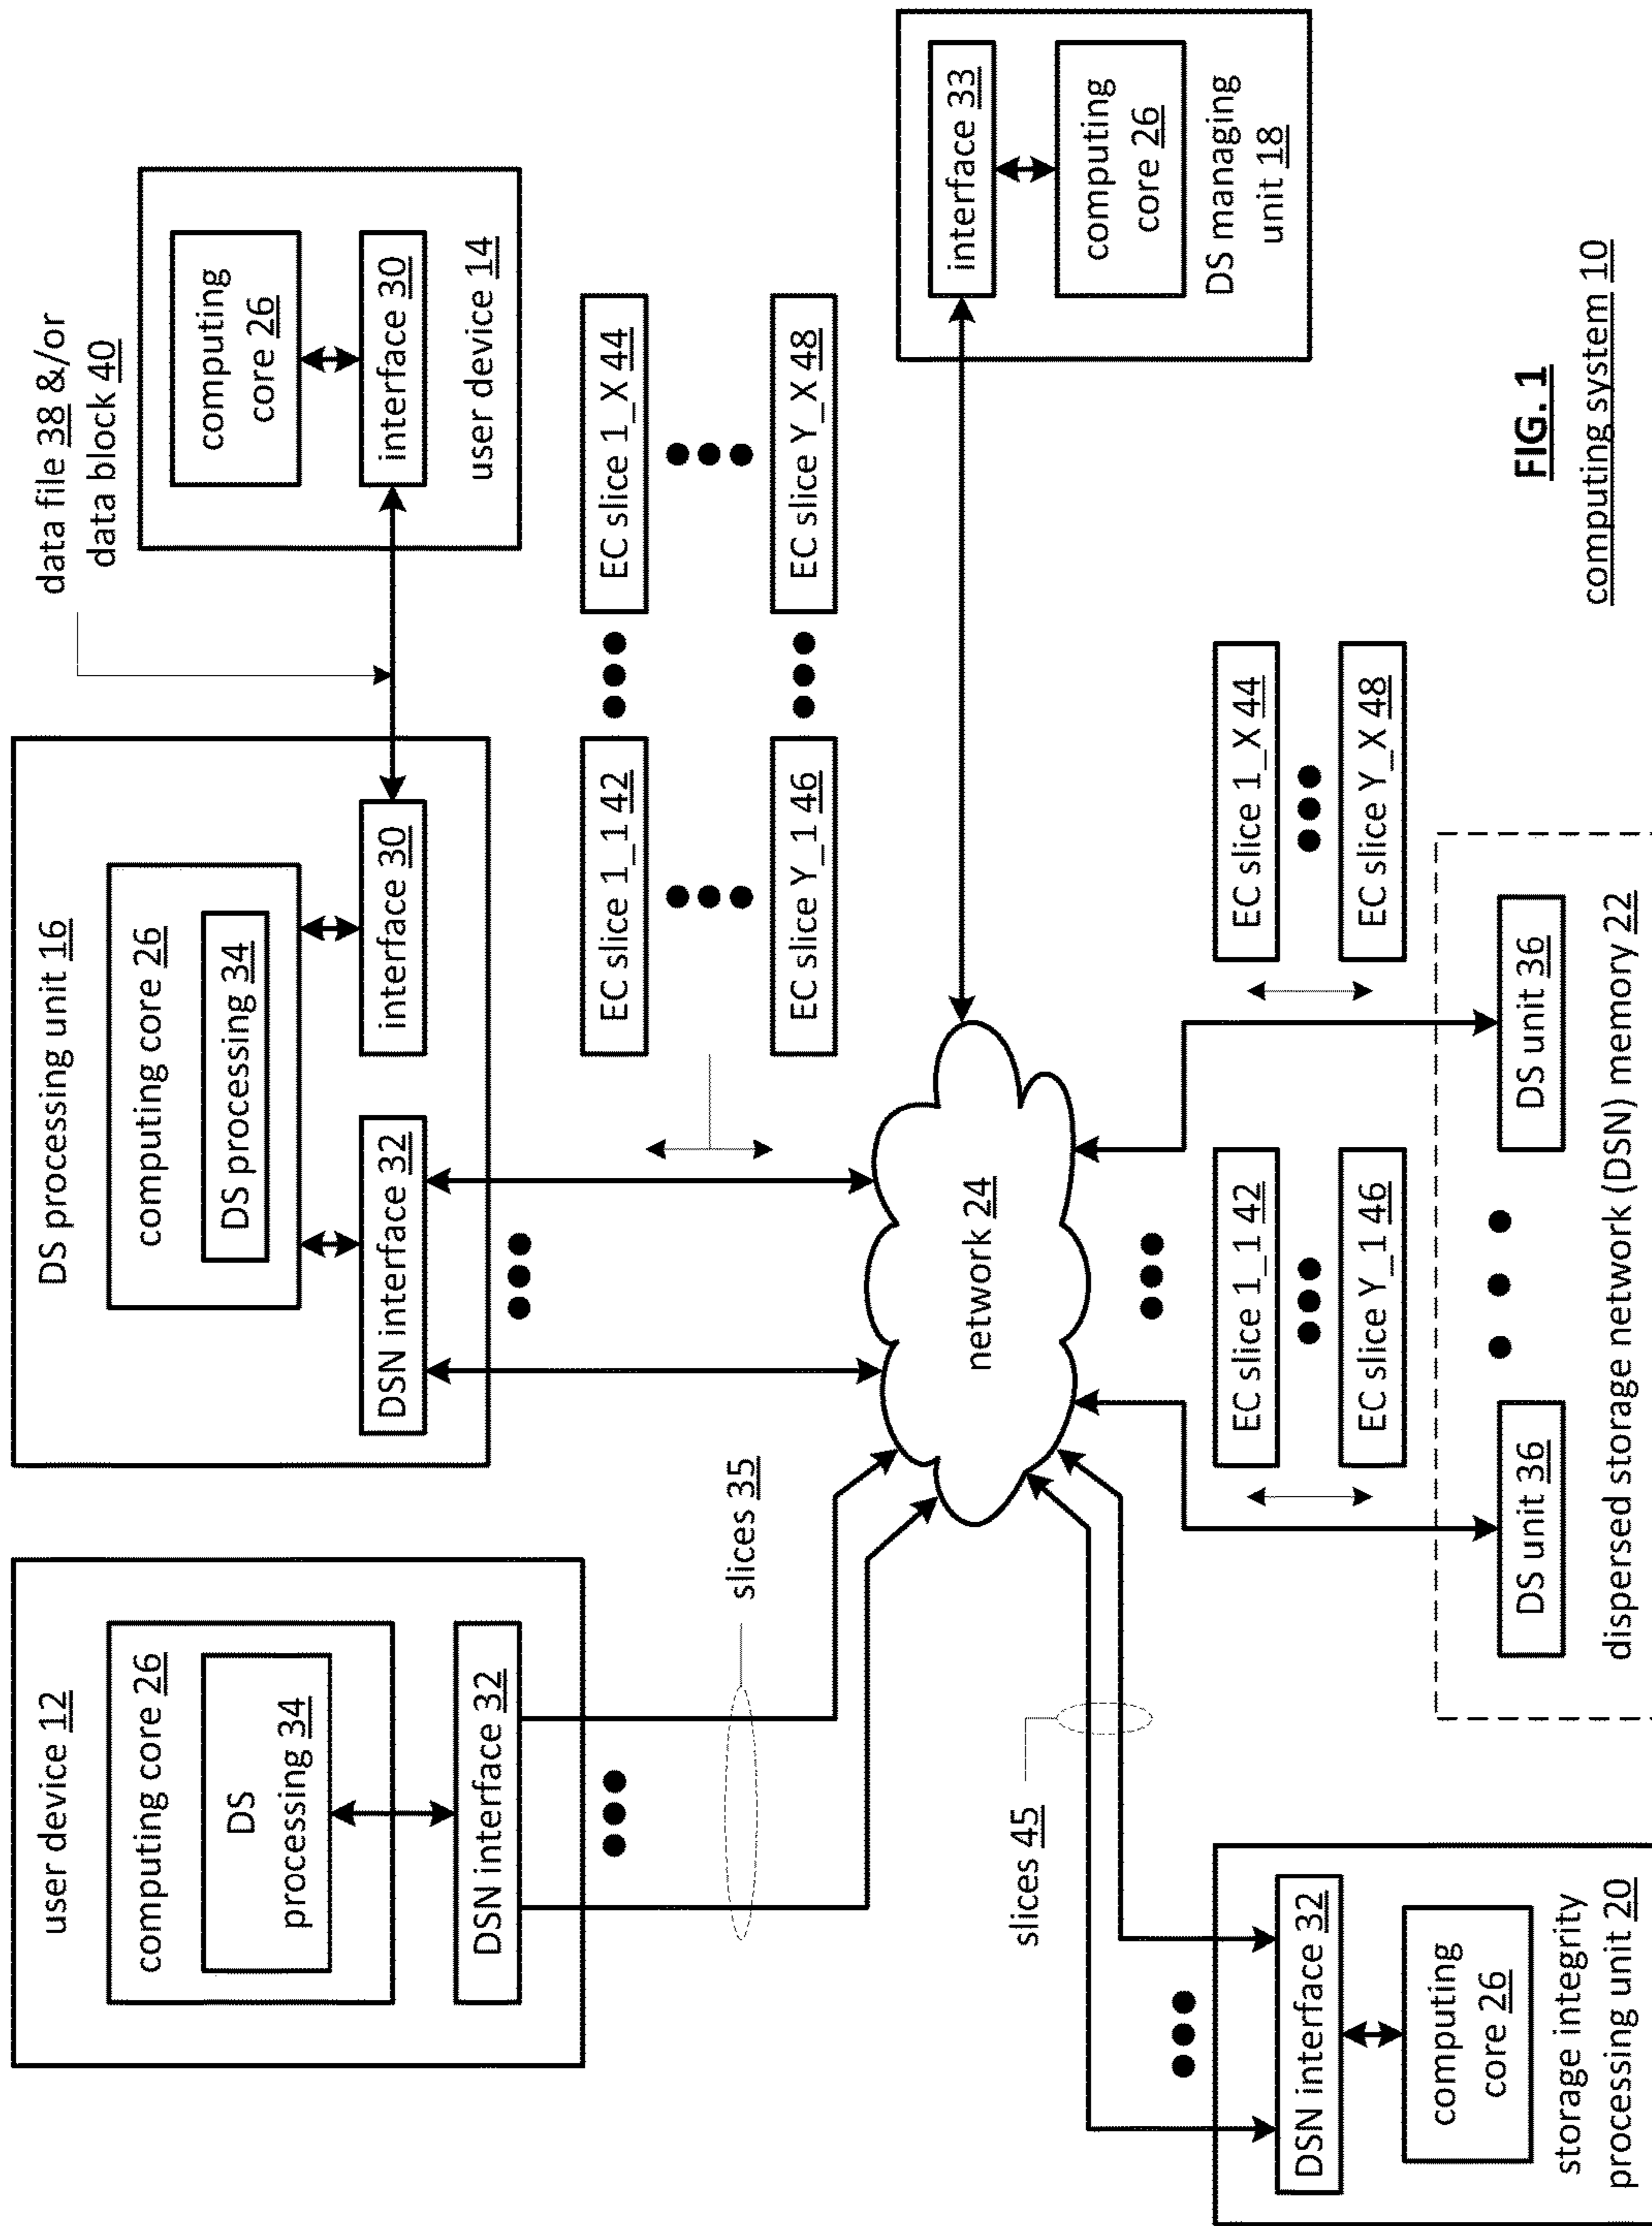 user device 12
computing core 26
DS
processing 34
DSN interface 32
slices 35
DS processing unit 16
computing core 26
DS processing 34
DSN interface 32
interface 30
data file 38 &/or
data block 40
computing
core 26
interface 30
user device 14
EC slice 1_1 42
EC slice 1_X 44
EC slice Y_1 46
EC slice Y_X 48
network 24
interface 33
computing
core 26
DS managing
unit 18
slices 45
DSN interface 32
computing
core 26
storage integrity
processing unit 20
EC slice 1_1 42
EC slice Y_1 46
EC slice 1_X 44
EC slice Y_X 48
DS unit 36
DS unit 36
dispersed storage network (DSN) memory 22
FIG. 1
computing system 10